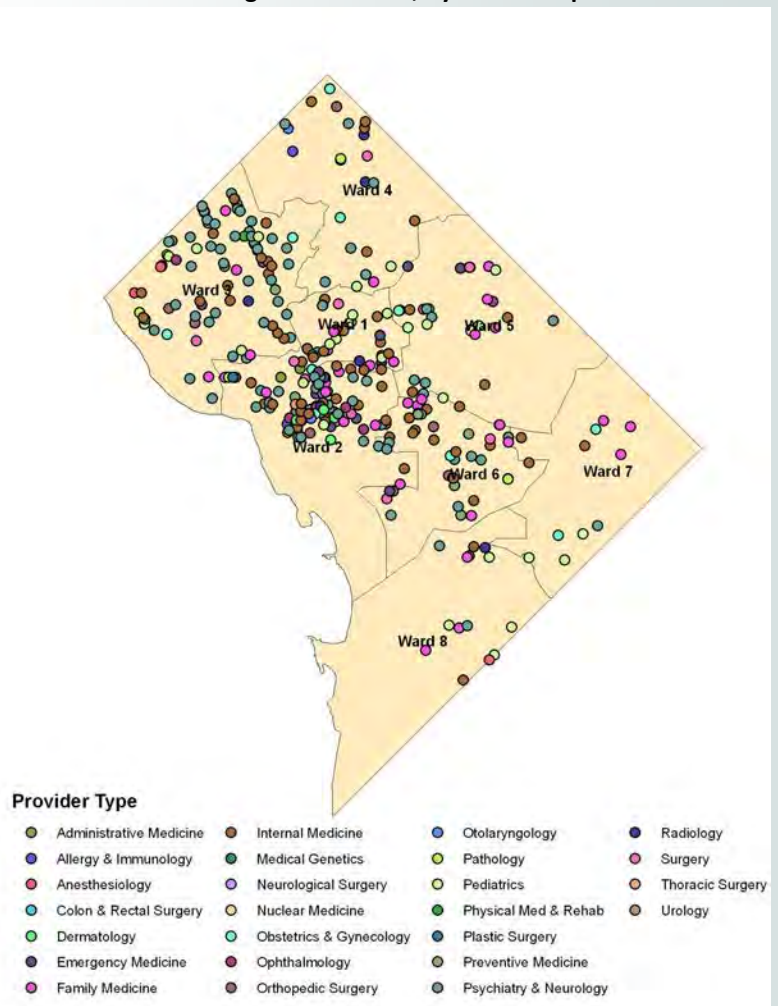 Ward 4
Ward 3
Ward 1
Ward 5
Ward 2
Ward 6
Ward 7
Ward 8
Provider Type
Administrative Medicine
Allergy & Immunology
Anesthesiology
Colon & Rectal Surgery
Dermatology
Emergency Medicine
Family Medicine
Internal Medicine
Medical Genetics
Neurological Surgery
Nuclear Medicine
Obstetrics & Gynecology
Ophthalmology
Orthopedic Surgery
Otolaryngology
Pathology
Pediatrics
Physical Med & Rehab
Plastic Surgery
Preventive Medicine
Psychiatry & Neurology
Radiology
Surgery
Thoracic Surgery
Urology